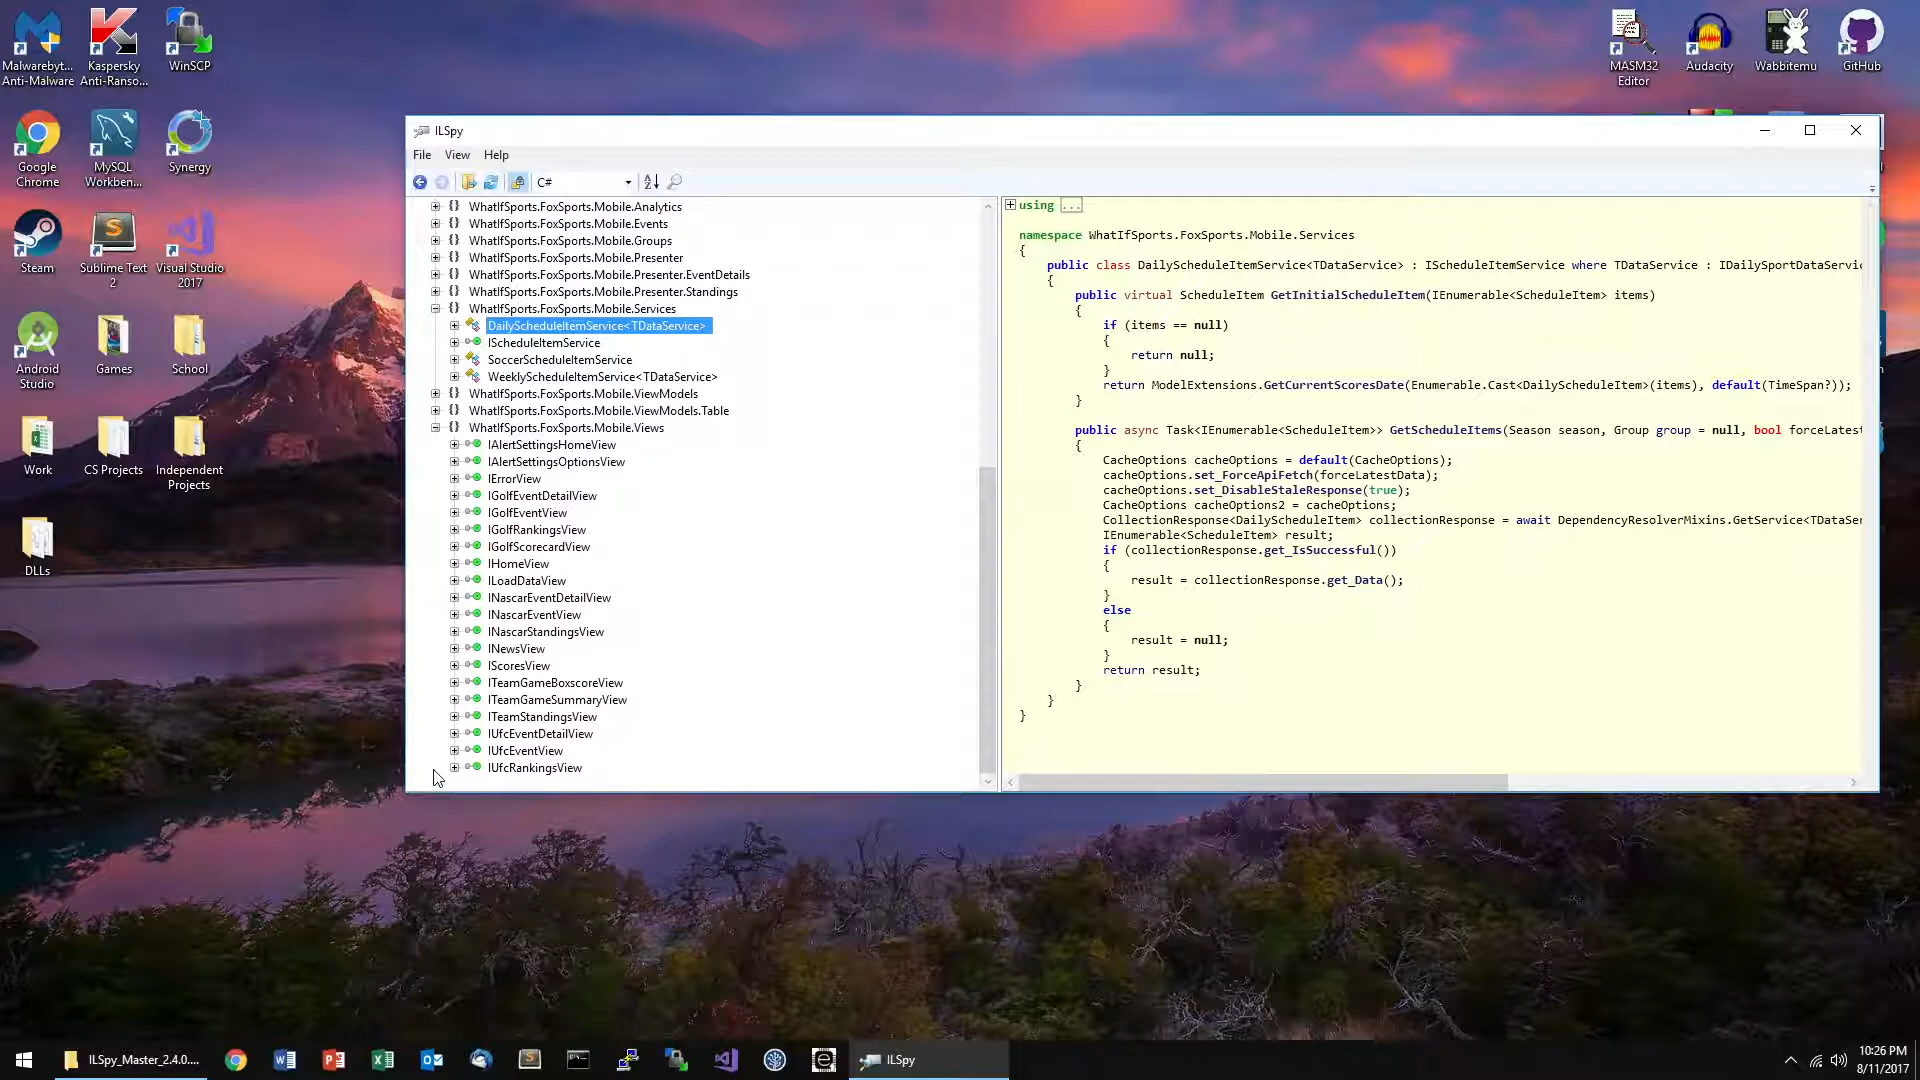 Malwarebyt...
Anti-Malware
Kaspersky
Anti-Ranso...
WinSCP
MASM32
Editor
Audacity
Wabbitemu
GitHub
Google
Chrome
MySQL
Workben...
Synergy
Steam
Sublime Text
2
Visual Studio
2017
Android
Studio
Games
School
Work
CS Projects
Independent
Projects
DLLs
ILSpy
File View Help
C#
WhatIfSports.FoxSports.Mobile.Analytics
WhatIfSports.FoxSports.Mobile.Events
WhatIfSports.FoxSports.Mobile.Groups
WhatIfSports.FoxSports.Mobile.Presenter
WhatIfSports.FoxSports.Mobile.Presenter.EventDetails
WhatIfSports.FoxSports.Mobile.Presenter.Standings
WhatIfSports.FoxSports.Mobile.Services
DailyScheduleItemService<TDataService>
IScheduleItemService
SoccerScheduleItemService
WeeklyScheduleItemService<TDataService>
WhatIfSports.FoxSports.Mobile.ViewModels
WhatIfSports.FoxSports.Mobile.ViewModels.Table
WhatIfSports.FoxSports.Mobile.Views
IAlertSettingsHomeView
IAlertSettingsOptionsView
IErrorView
IGolfEventDetailView
IGolfEventView
IGolfRankingsView
IGolfScorecardView
IHomeView
ILoadDataView
INascarEventDetailView
INascarEventView
INascarStandingsView
INewsView
IScoresView
ITeamGameBoxscoreView
ITeamGameSummaryView
ITeamStandingsView
IUfcEventDetailView
IUfcEventView
IUfcRankingsView
using ...
namespace WhatIfSports.FoxSports.Mobile.Services
{
public class DailyScheduleItemService<TDataService> : IScheduleItemService where TDataService : IDailySportDataServic
{
public virtual ScheduleItem GetInitialScheduleItem(IEnumerable<ScheduleItem> items)
{
if (items == null)
{
return null;
}
return ModelExtensions.GetCurrentScoresDate(Enumerable.Cast<DailyScheduleItem>(items), default(TimeSpan?));
}
public async Task<IEnumerable<ScheduleItem>> GetScheduleItems(Season season, Group group = null, bool forceLatest
{
CacheOptions cacheOptions = default(CacheOptions);
cacheOptions.set_ForceApiFetch(forceLatestData);
cacheOptions.set_DisableStaleResponse(true);
CacheOptions cacheOptions2 = cacheOptions;
CollectionResponse<DailyScheduleItem> collectionResponse = await DependencyResolverMixins.GetService<TDataSer
IEnumerable<ScheduleItem> result;
if (collectionResponse.get_IsSuccessful())
{
result = collectionResponse.get_Data();
}
else
{
result = null;
}
return result;
}
}
}
ILSpy_Master_2.4.0....
ILSpy
10:26 PM
8/11/2017